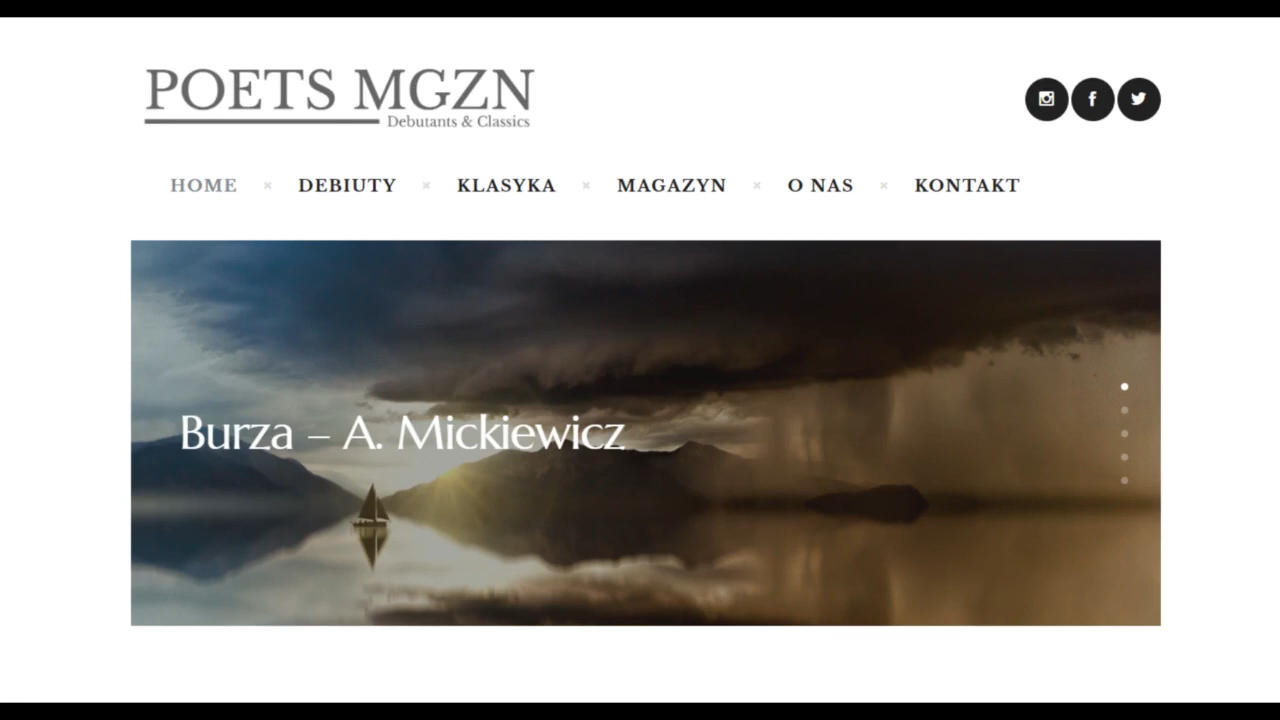 POETS MGZN
Debutants & Classics
HOME × DEBIUTY × KLASYKA × MAGAZYN × O NAS × KONTAKT
Burza – A. Mickiewicz